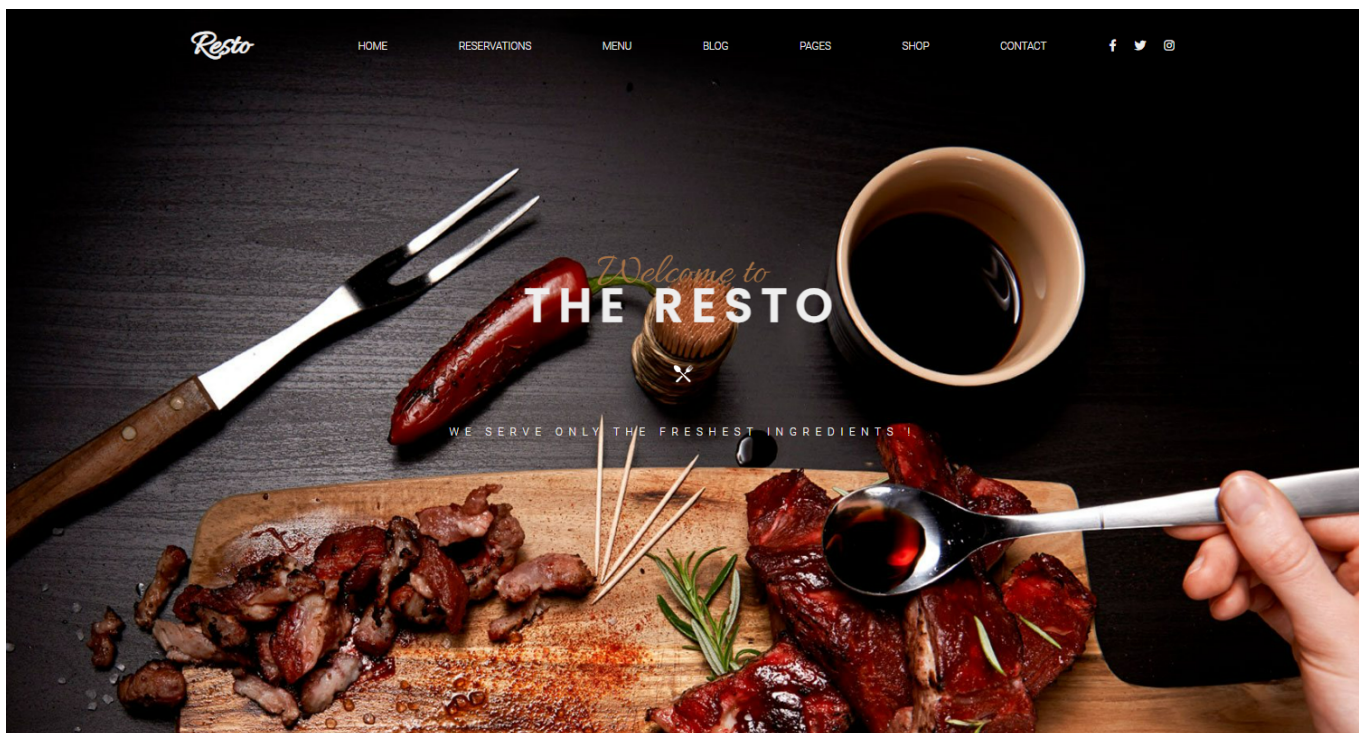 Resto HOME RESERVATIONS MENU BLOG PAGES SHOP CONTACT
Welcome to
THE RESTO
WE SERVE ONLY THE FRESHEST INGREDIENTS !